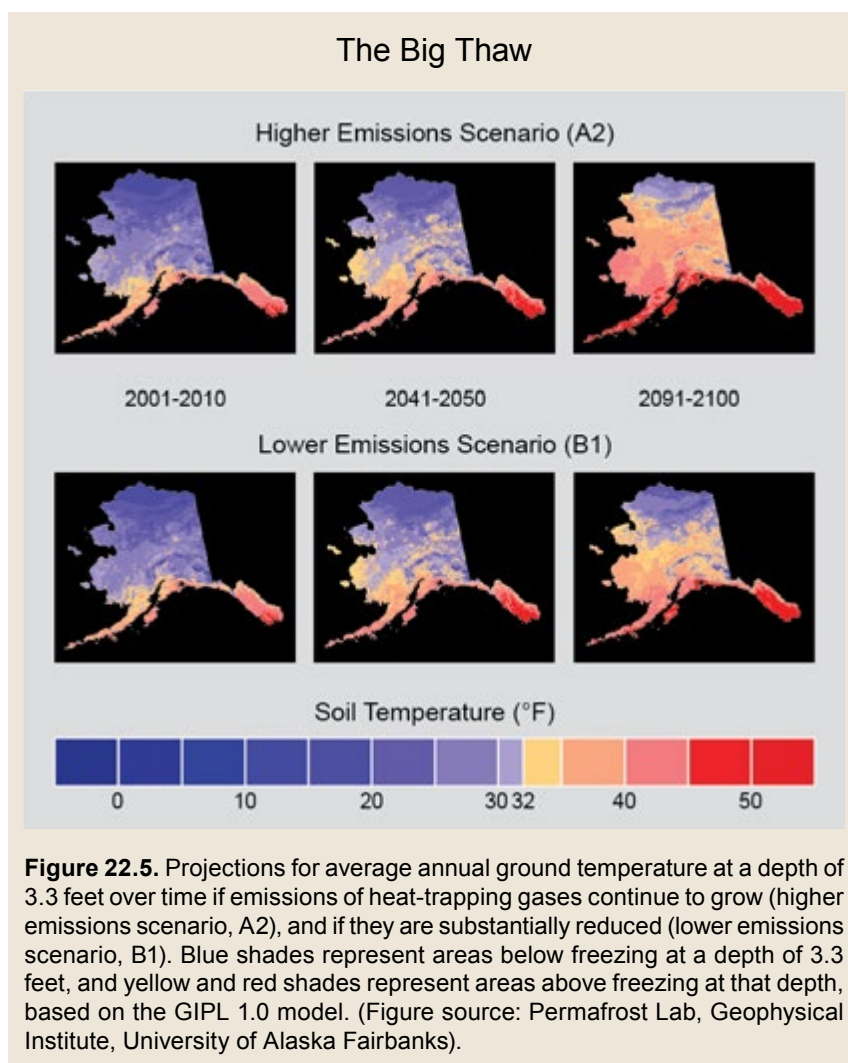 The Big Thaw
Higher Emissions Scenario (A2)
2001-2010 2041-2050 2091-2100
Lower Emissions Scenario (B1)
Soil Temperature (°F)
0 10 20 30 32 40 50
Figure 22.5. Projections for average annual ground temperature at a depth of
3.3 feet over time if emissions of heat-trapping gases continue to grow (higher
emissions scenario, A2), and if they are substantially reduced (lower emissions
scenario, B1). Blue shades represent areas below freezing at a depth of 3.3
feet, and yellow and red shades represent areas above freezing at that depth,
based on the GIPL 1.0 model. (Figure source: Permafrost Lab, Geophysical
Institute, University of Alaska Fairbanks).